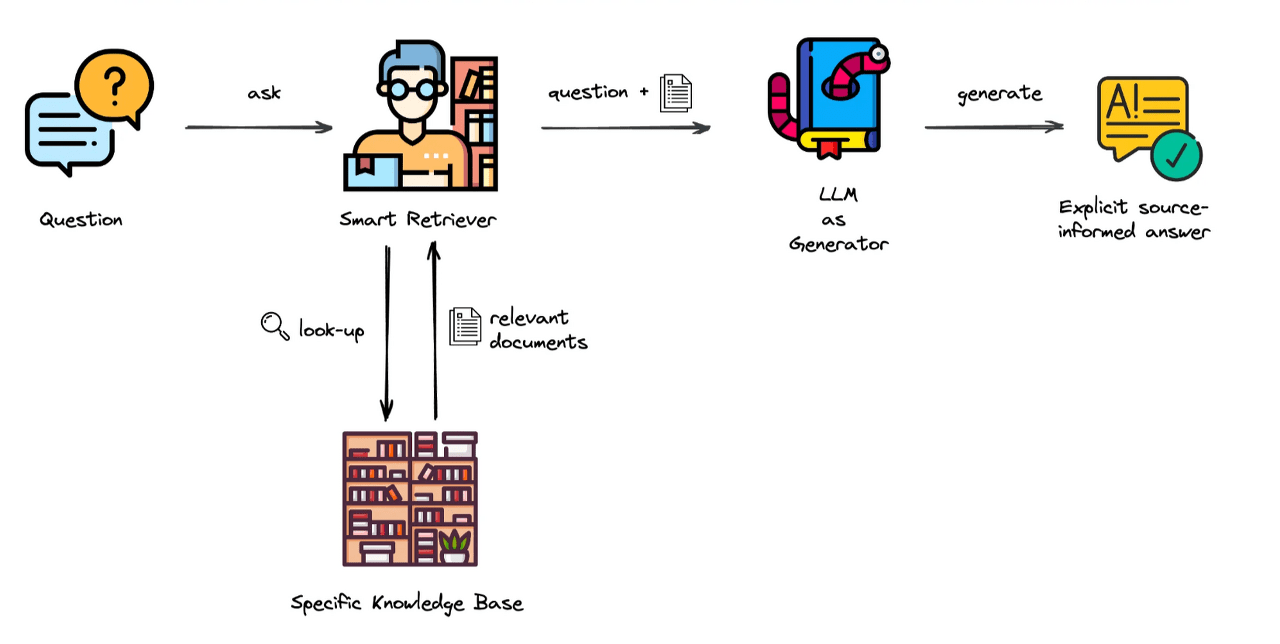 ?
ask
question +
generate
A!
Question
Smart Retriever
LLM
as
Generator
Explicit source-
informed answer
look-up
relevant
documents
Specific Knowledge Base